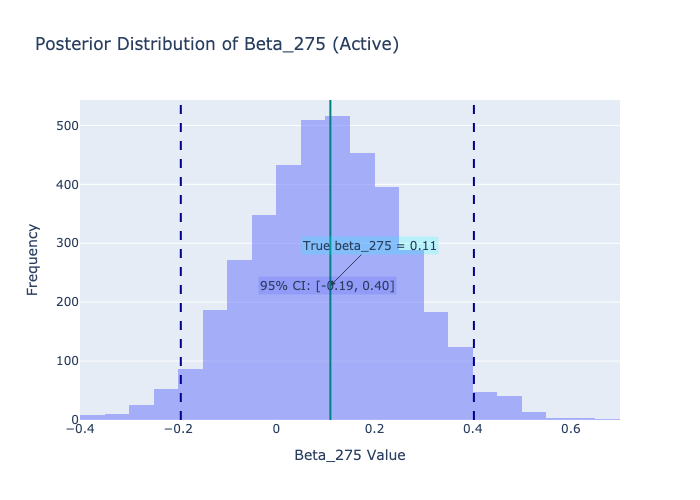 Posterior Distribution of Beta_275 (Active)
500
400
300
200
100
0
Frequency
True beta_275 = 0.11
95% CI: [-0.19, 0.40]
−0.4
−0.2
0
0.2
0.4
0.6
Beta_275 Value